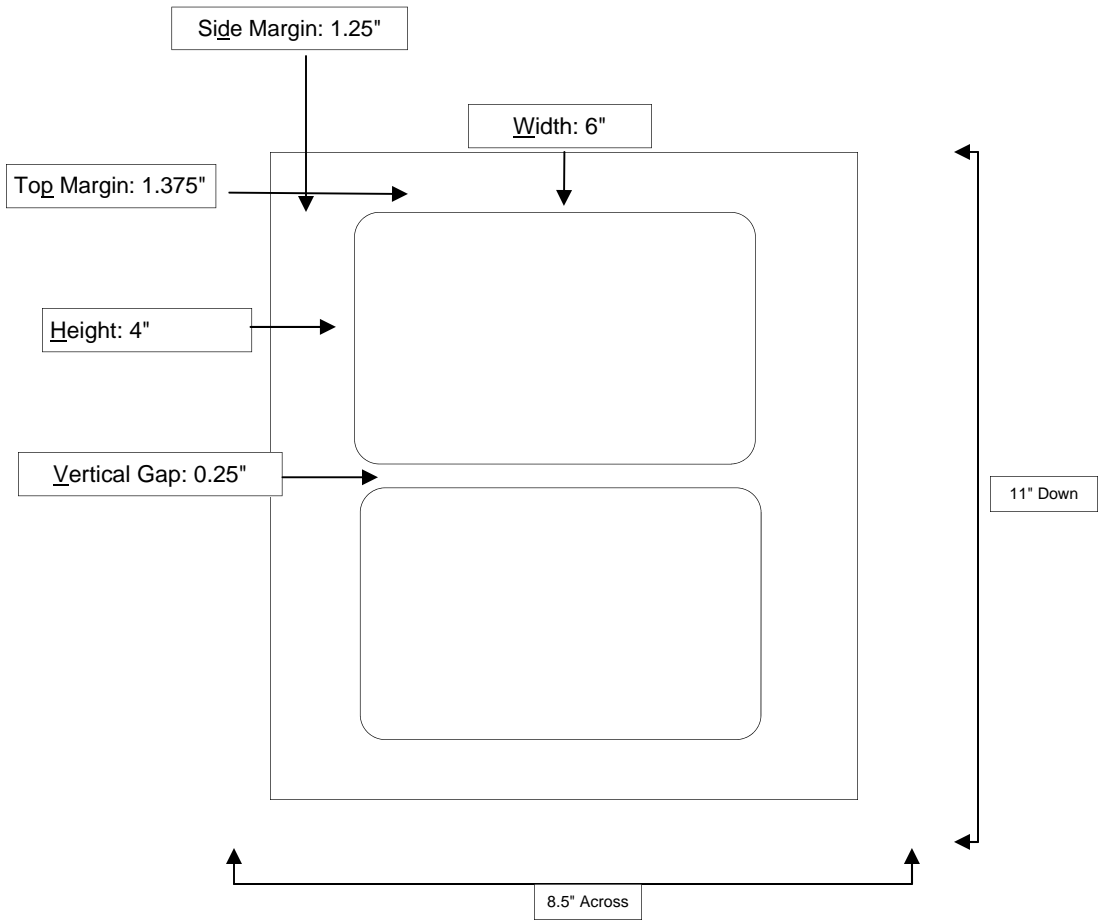 Side Margin: 1.25"
Width: 6"
Top Margin: 1.375"
Height: 4"
Vertical Gap: 0.25"
11" Down
8.5" Across